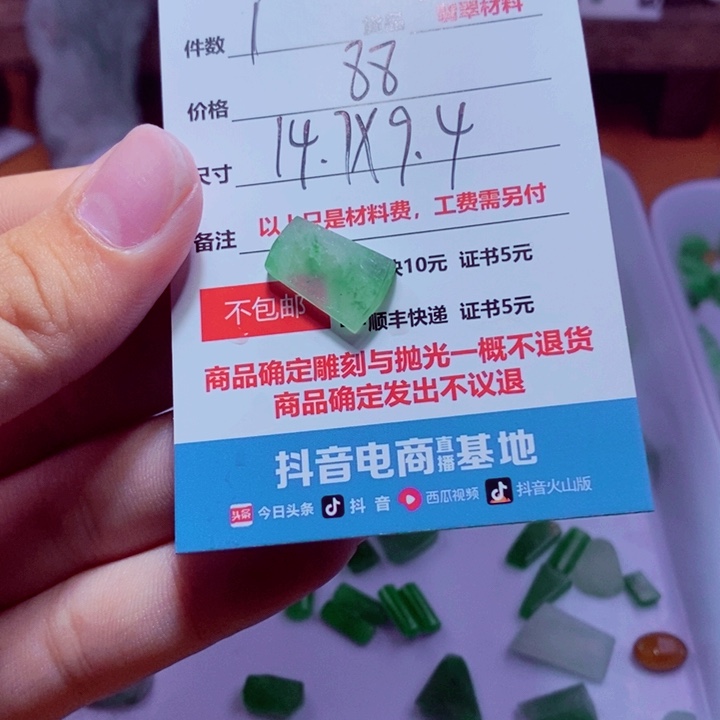 翡翠材料
件数 1
价格 88
尺寸 14.7X9.4
备注 以上只是材料费，工费需另付
快10元 证书5元
不包邮 顺丰快递 证书5元
商品确定雕刻与抛光一概不退货
商品确定发出不议退
抖音电商直播基地
头条 今日头条 抖音 西瓜视频 抖音火山版